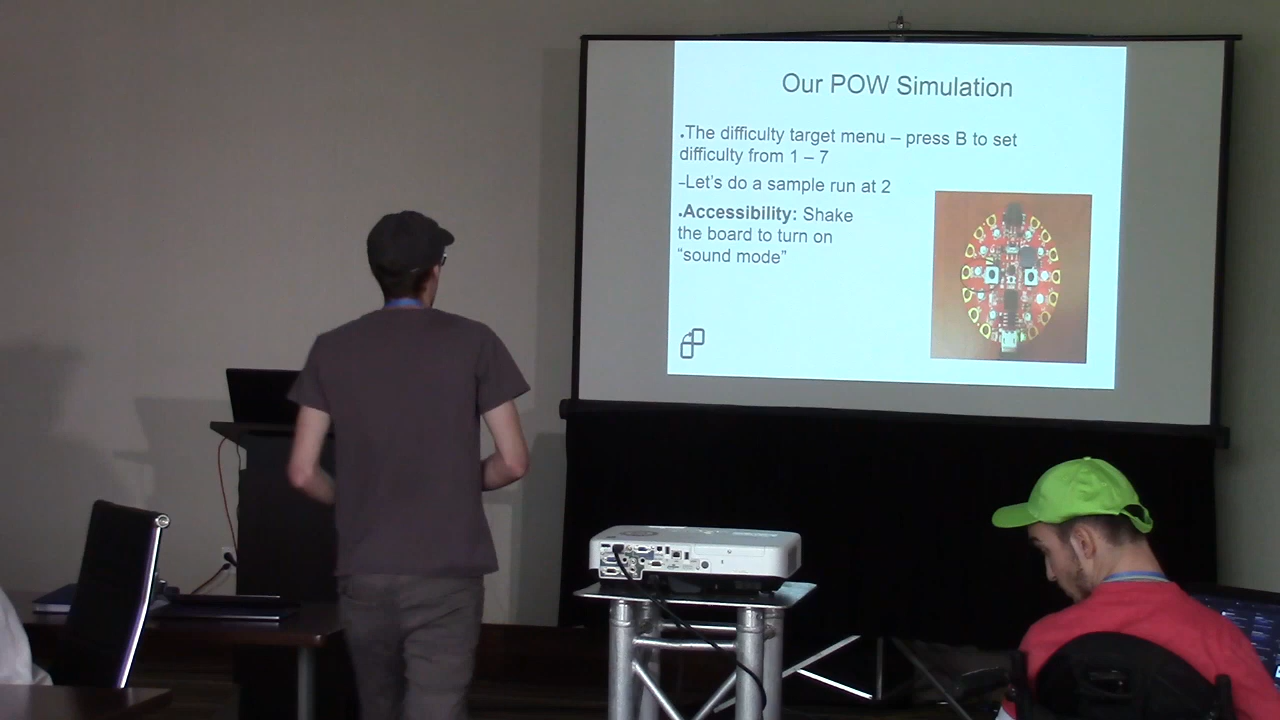 Our POW Simulation
.The difficulty target menu – press B to set
difficulty from 1 – 7
–Let's do a sample run at 2
.Accessibility: Shake
the board to turn on
“sound mode”